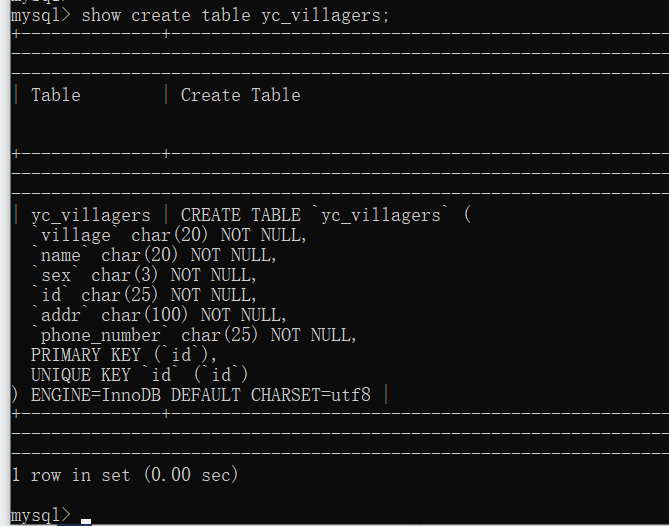 mysql> show create table yc_villagers;
| Table | Create Table
| yc_villagers | CREATE TABLE `yc_villagers` (
`village` char(20) NOT NULL,
`name` char(20) NOT NULL,
`sex` char(3) NOT NULL,
`id` char(25) NOT NULL,
`addr` char(100) NOT NULL,
`phone_number` char(25) NOT NULL,
PRIMARY KEY (`id`),
UNIQUE KEY `id` (`id`)
) ENGINE=InnoDB DEFAULT CHARSET=utf8 |
1 row in set (0.00 sec)
mysql>